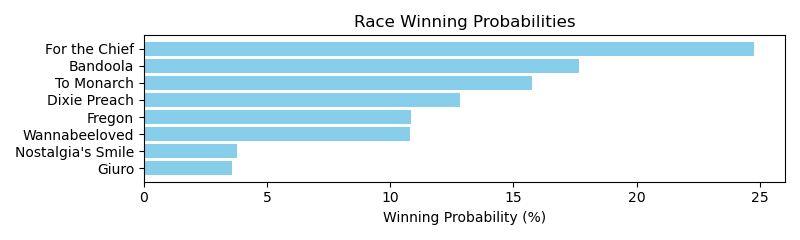 Race Winning Probabilities
For the Chief
Bandoola
To Monarch
Dixie Preach
Fregon
Wannabeeloved
Nostalgia's Smile
Giuro
0 5 10 15 20 25
Winning Probability (%)